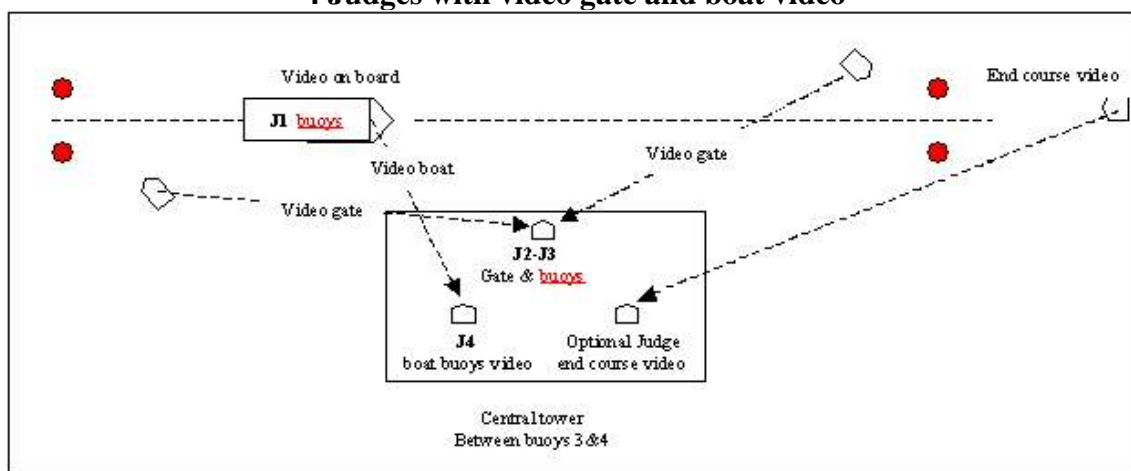 4 Judges with video gate and boat video
Video on board
End course video
J1 buoys
Video boat
Video gate
Video gate
J2-J3
Gate & buoys
J4
boat buoys video
Optional Judge
end course video
Central tower
Between buoys 3&4